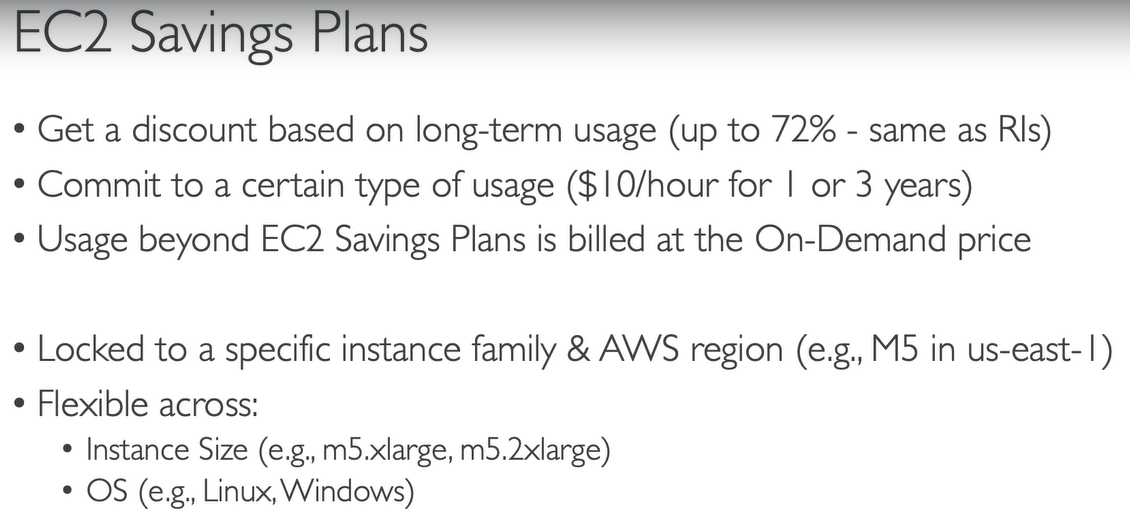 EC2 Savings Plans
• Get a discount based on long-term usage (up to 72% - same as RIs)
• Commit to a certain type of usage ($10/hour for 1 or 3 years)
• Usage beyond EC2 Savings Plans is billed at the On-Demand price
• Locked to a specific instance family & AWS region (e.g., M5 in us-east-1)
• Flexible across:
• Instance Size (e.g., m5.xlarge, m5.2xlarge)
• OS (e.g., Linux, Windows)